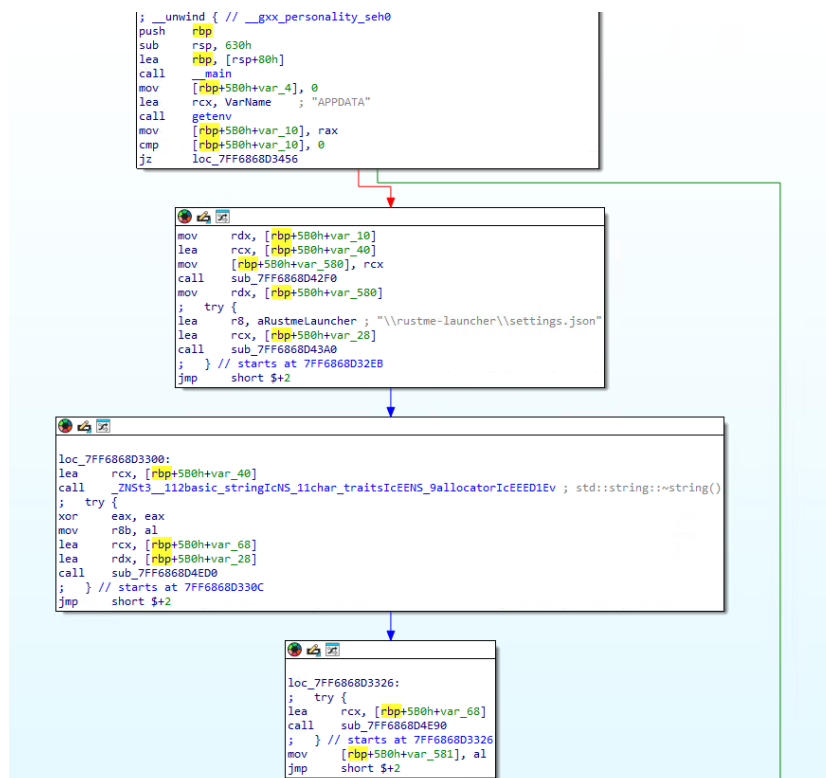 ; __unwind { // __gxx_personality_seh0
push rbp
sub rsp, 630h
lea rbp, [rsp+80h]
call __main
mov [rbp+5B0h+var_4], 0
lea rcx, VarName ; "APPDATA"
call getenv
mov [rbp+5B0h+var_10], rax
cmp [rbp+5B0h+var_10], 0
jz loc_7FF6868D3456
mov rdx, [rbp+5B0h+var_10]
lea rcx, [rbp+5B0h+var_40]
mov [rbp+5B0h+var_580], rcx
call sub_7FF6868D42F0
mov rdx, [rbp+5B0h+var_580]
; try {
lea r8, aRustmeLauncher ; "\\rustme-launcher\\settings.json"
lea rcx, [rbp+5B0h+var_28]
call sub_7FF6868D43A0
; } // starts at 7FF6868D32EB
jmp short $+2
loc_7FF6868D3300:
lea rcx, [rbp+5B0h+var_40]
call _ZNSt3__112basic_stringIcNS_11char_traitsIcEENS_9allocatorIcEEED1Ev ; std::string::~string()
; try {
xor eax, eax
mov r8b, al
lea rcx, [rbp+5B0h+var_68]
lea rdx, [rbp+5B0h+var_28]
call sub_7FF6868D4ED0
; } // starts at 7FF6868D330C
jmp short $+2
loc_7FF6868D3326:
; try {
lea rcx, [rbp+5B0h+var_68]
call sub_7FF6868D4E90
; } // starts at 7FF6868D3326
mov [rbp+5B0h+var_581], al
jmp short $+2